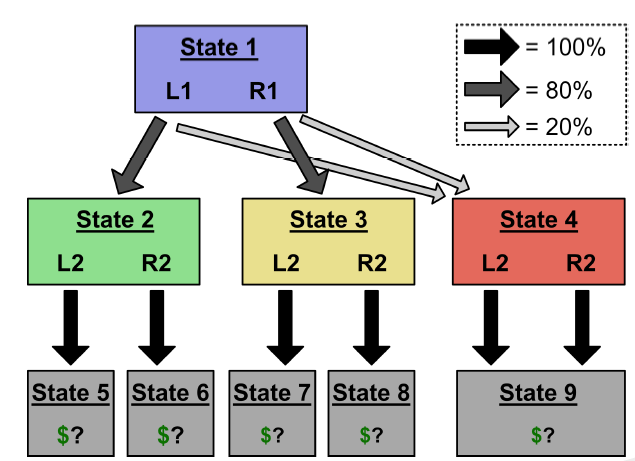 State 1
L1 R1
= 100%
= 80%
= 20%
State 2
L2 R2
State 3
L2 R2
State 4
L2 R2
State 5
$?
State 6
$?
State 7
$?
State 8
$?
State 9
$?